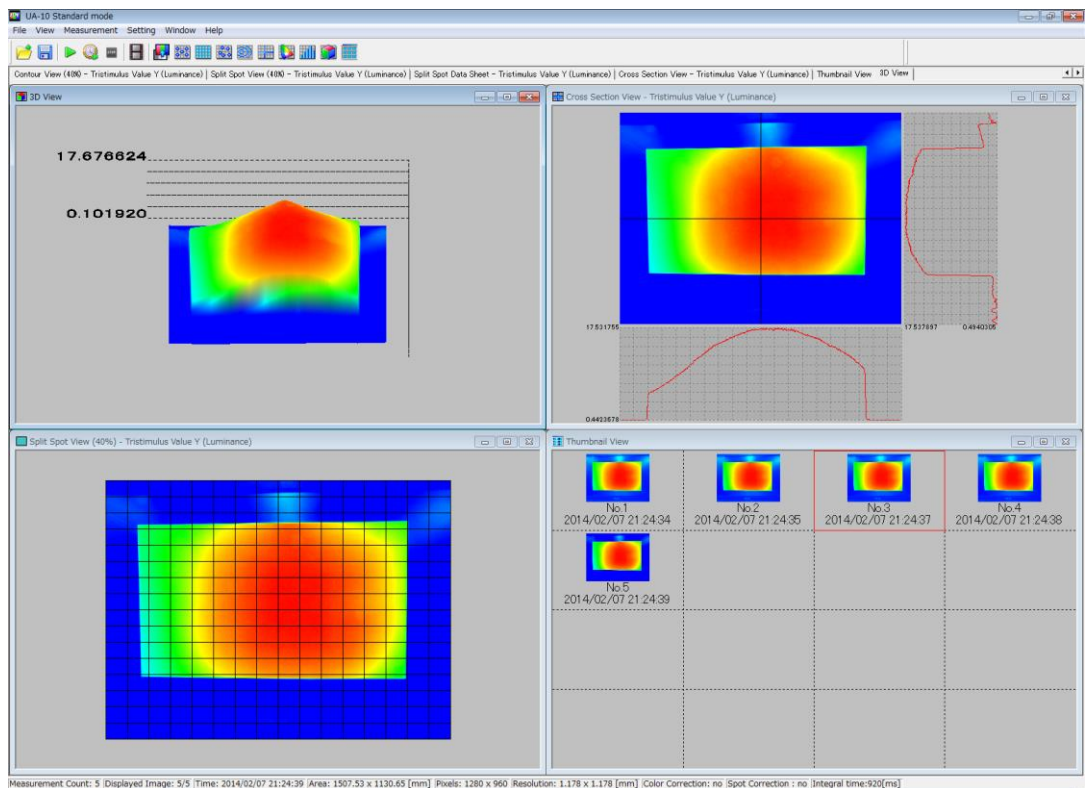 UA-10 Standard mode
File View Measurement Setting Window Help
Contour View (40%) - Tristimulus Value Y (Luminance) | Split Spot View (40%) - Tristimulus Value Y (Luminance) | Split Spot Data Sheet - Tristimulus Value Y (Luminance) | Cross Section View - Tristimulus Value Y (Luminance) | Thumbnail View | 3D View
3D View
17.676624
0.101920
Cross Section View - Tristimulus Value Y (Luminance)
17.531755
17.537897 0.4940305
0.4423578
Split Spot View (40%) - Tristimulus Value Y (Luminance)
Thumbnail View
No.1 No.2 No.3 No.4
2014/02/07 21:24:34 2014/02/07 21:24:35 2014/02/07 21:24:37 2014/02/07 21:24:38
No.5
2014/02/07 21:24:39
Measurement Count: 5 |Displayed Image: 5/5 |Time: 2014/02/07 21:24:39 |Area: 1507.53 x 1130.65 [mm] |Pixels: 1280 x 960 |Resolution: 1.178 x 1.178 [mm] |Color Correction: no |Spot Correction : no |Integral time:920[ms]